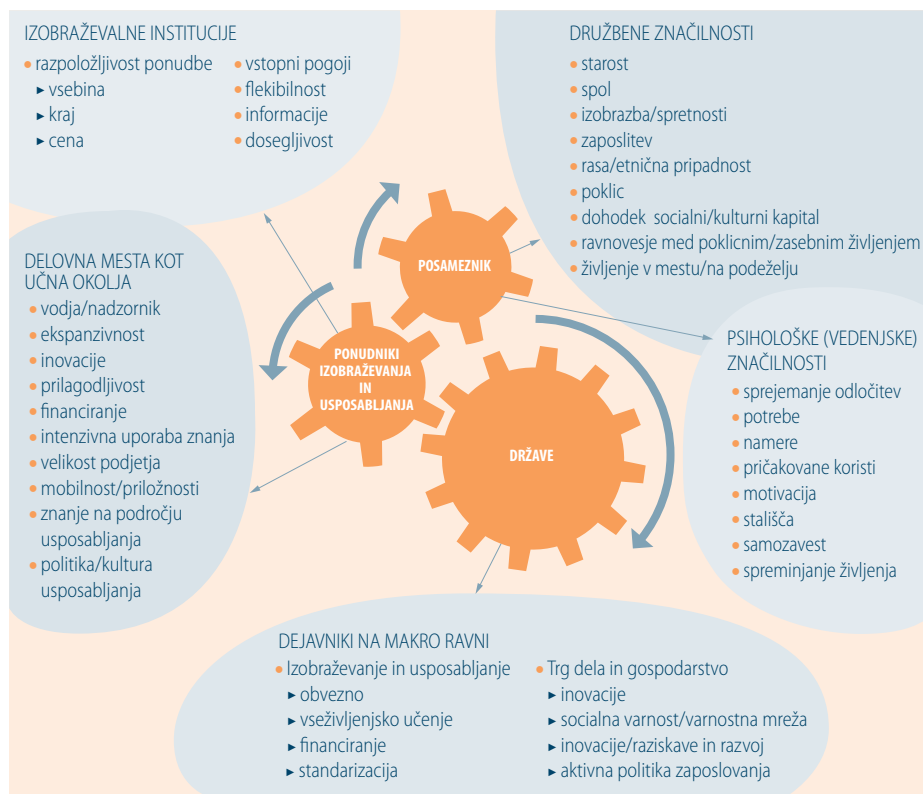 IZOBRAŽEVALNE INSTITUCIJE
• razpoložljivost ponudbe
▸ vsebina
▸ kraj
▸ cena
• vstopni pogoji
• flekibilnost
• informacije
• dosegljivost
DRUŽBENE ZNAČILNOSTI
• starost
• spol
• izobrazba/spretnosti
• zaposlitev
• rasa/etnična pripadnost
• poklic
• dohodek socialni/kulturni kapital
• ravnovesje med poklicnim/zasebnim življenjem
• življenje v mestu/na podeželju
POSAMEZNIK
DELOVNA MESTA KOT
UČNA OKOLJA
• vodja/nadzornik
• ekspanzivnost
• inovacije
• prilagodljivost
• financiranje
• intenzivna uporaba znanja
• velikost podjetja
• mobilnost/priložnosti
• znanje na področju
usposabljanja
• politika/kultura
usposabljanja
PONUDNIKI
IZOBRAŽEVANJA
IN
USPOSABLJANJA
DRŽAVE
PSIHOLOŠKE (VEDENJSKE)
ZNAČILNOSTI
• sprejemanje odločitev
• potrebe
• namere
• pričakovane koristi
• motivacija
• stališča
• samozavest
• spreminjanje življenja
DEJAVNIKI NA MAKRO RAVNI
• Izobraževanje in usposabljanje
▸ obvezno
▸ vseživljenjsko učenje
▸ financiranje
▸ standarizacija
• Trg dela in gospodarstvo
▸ inovacije
▸ socialna varnost/varnostna mreža
▸ inovacije/raziskave in razvoj
▸ aktivna politika zaposlovanja